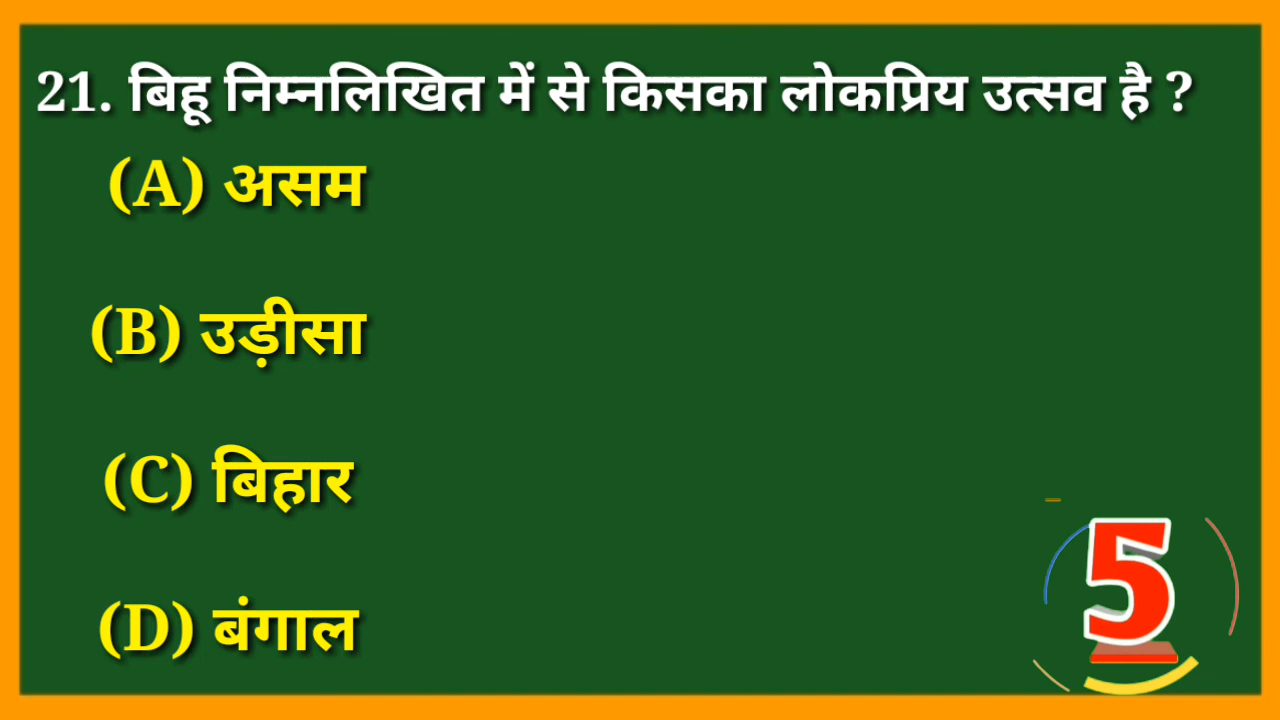 21. बिहू निम्नलिखित में से किसका लोकप्रिय उत्सव है ?
(A) असम
(B) उड़ीसा
(C) बिहार
(D) बंगाल
5